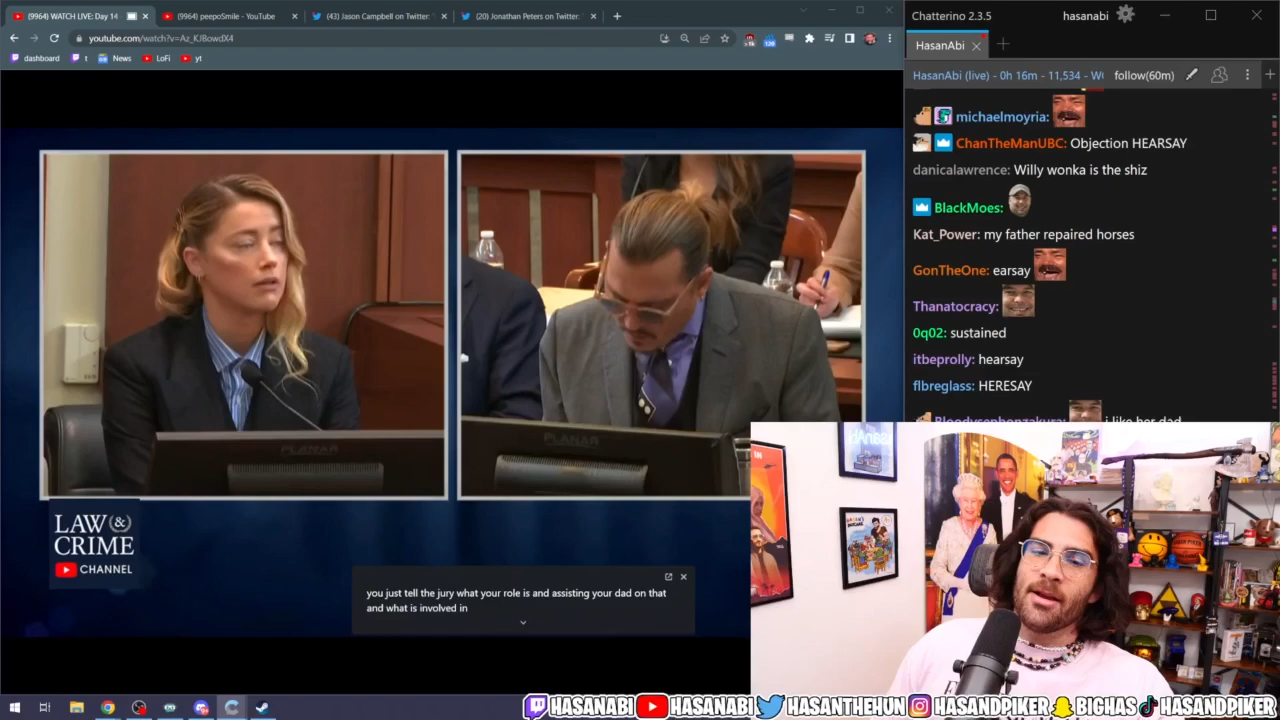 (9964) WATCH LIVE: Day 14
(9964) peepoSmile - YouTube
(43) Jason Campbell on Twitter:
(20) Jonathan Peters on Twitter:
youtube.com/watch?v=Az_KJBowdX4
dashboard
t
News
LoFi
yt
Chatterino 2.3.5
hasanabi
HasanAbi
HasanAbi (live) - 0h 16m - 11,534 - W
follow(60m)
michaelmoyria:
ChanTheManUBC: Objection HEARSAY
danicalawrence: Willy wonka is the shiz
BlackMoes:
Kat_Power: my father repaired horses
GonTheOne: earsay
Thanatocracy:
0q02: sustained
itbeprolly: hearsay
flbreglass: HERESAY
i like her dad
PLANAR
PLANAR
LAW &
CRIME
CHANNEL
you just tell the jury what your role is and assisting your dad on that
and what is involved in
HASANABI HASANABI HASANTHEHUN HASANDPIKER BIGHAS HASANDPIKER